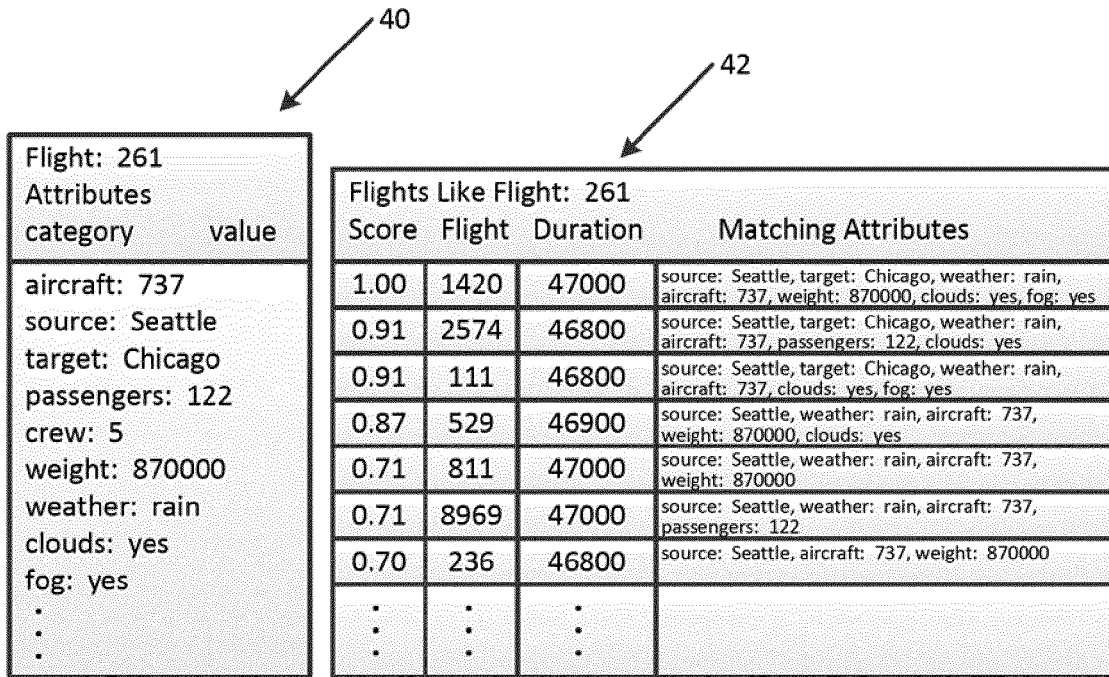 40
42
Flight: 261
Attributes
category value
aircraft: 737
source: Seattle
target: Chicago
passengers: 122
crew: 5
weight: 870000
weather: rain
clouds: yes
fog: yes
Flights Like Flight: 261
Score Flight Duration Matching Attributes
1.00 1420 47000 source: Seattle, target: Chicago, weather: rain,
aircraft: 737, weight: 870000, clouds: yes, fog: yes
0.91 2574 46800 source: Seattle, target: Chicago, weather: rain,
aircraft: 737, passengers: 122, clouds: yes
0.91 111 46800 source: Seattle, target: Chicago, weather: rain,
aircraft: 737, clouds: yes, fog: yes
0.87 529 46900 source: Seattle, weather: rain, aircraft: 737,
weight: 870000, clouds: yes
0.71 811 47000 source: Seattle, weather: rain, aircraft: 737,
weight: 870000
0.71 8969 47000 source: Seattle, weather: rain, aircraft: 737,
passengers: 122
0.70 236 46800 source: Seattle, aircraft: 737, weight: 870000